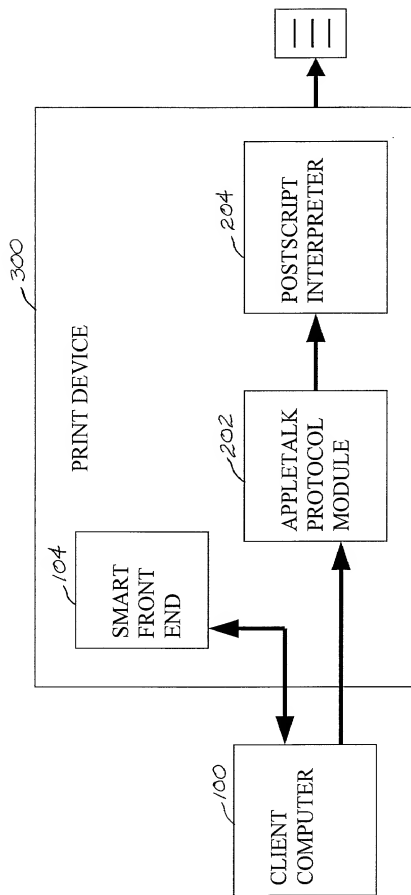 300
PRINT DEVICE
104
SMART
FRONT
END
202
APPLETALK
PROTOCOL
MODULE
204
POSTSCRIPT
INTERPRETER
100
CLIENT
COMPUTER